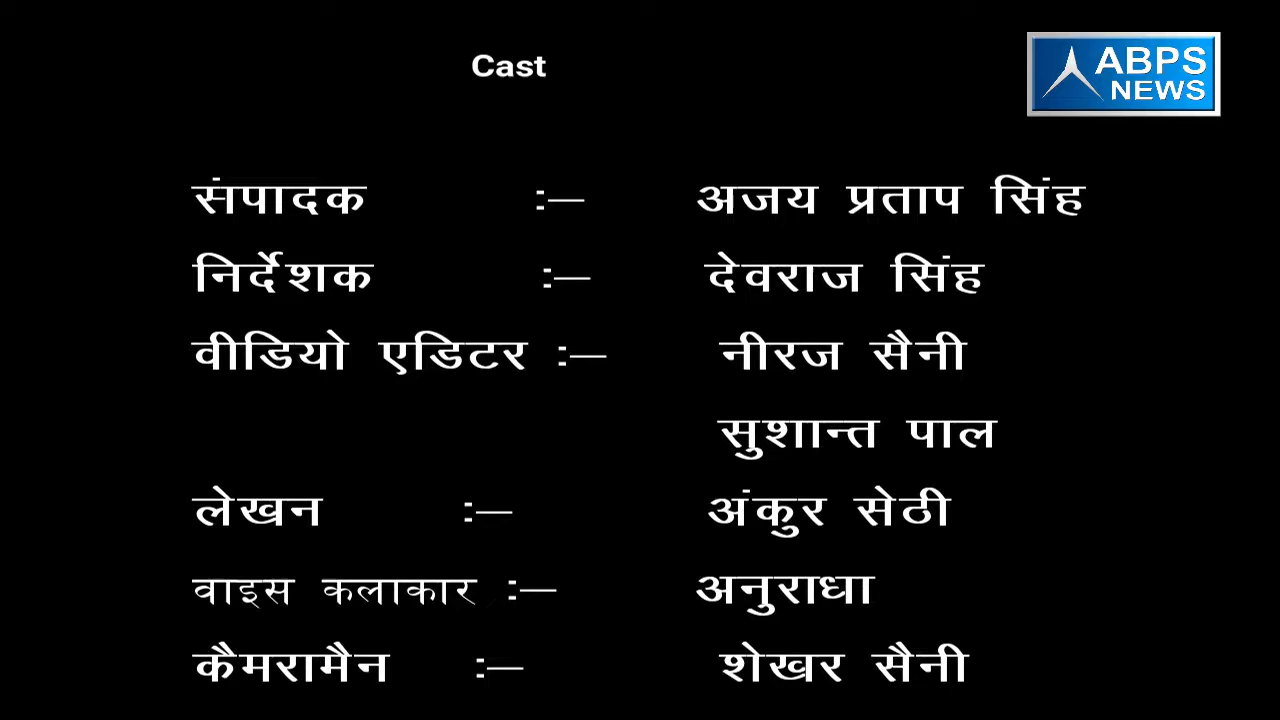 Cast
ABPS
NEWS
संपादक :— अजय प्रताप सिंह
निर्देशक :— देवराज सिंह
वीडियो एडिटर :— नीरज सैनी
सुशान्त पाल
लेखन :— अंकुर सेठी
वाइस कलाकार :— अनुराधा
कैमरामैन :— शेखर सैनी